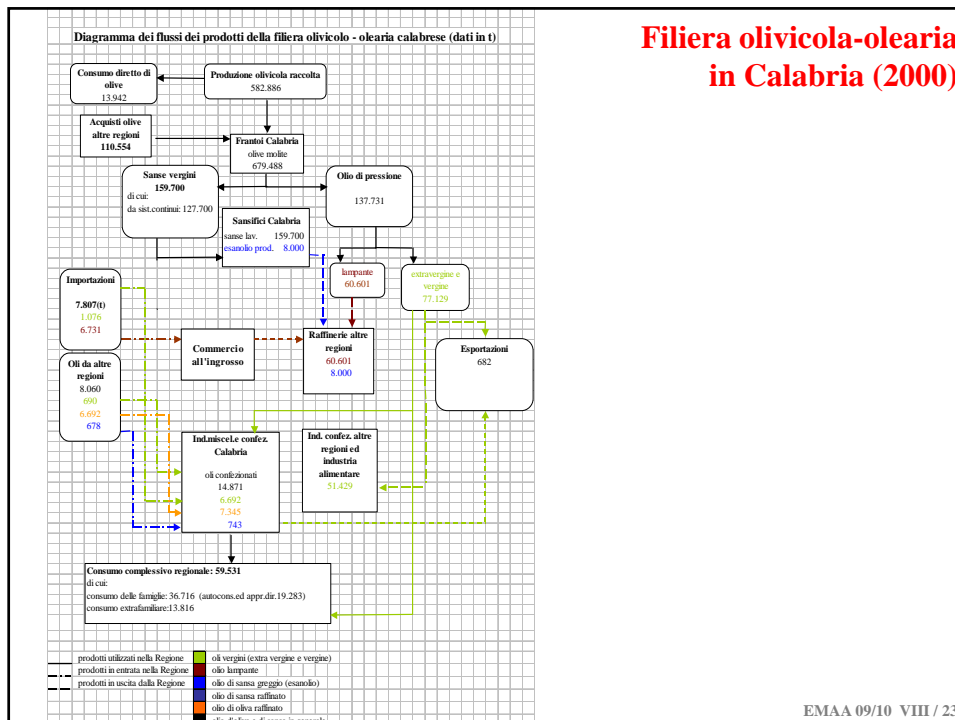 Filiera olivicola-olearia
in Calabria (2000)
Diagramma dei flussi dei prodotti della filiera olivicolo - olearia calabrese (dati in t)
Consumo diretto di
olive
13.942
Produzione olivicola raccolta
582.886
Acquisti olive
altre regioni
110.554
Frantoi Calabria
olive molite
679.488
Sanse vergini
159.700
di cui:
da sist.continui: 127.700
Olio di pressione
137.731
Sansifici Calabria
sanse lav. 159.700
esanolio prod. 8.000
lampante
60.601
extravergine e
vergine
77.129
Importazioni
7.807(t)
1.076
6.731
Commercio
all'ingrosso
Raffinerie altre
regioni
60.601
8.000
Esportazioni
682
Oli da altre
regioni
8.060
690
6.692
678
Ind.miscel.e confez.
Calabria
oli confezionati
14.871
6.692
7.345
743
Ind. confez. altre
regioni ed
industria
alimentare
51.429
Consumo complessivo regionale: 59.531
di cui:
consumo delle famiglie: 36.716 (autocons.ed appr.dir.19.283)
consumo extrafamiliare:13.816
prodotti utilizzati nella Regione
prodotti in entrata nella Regione
prodotti in uscita dalla Regione
oli vergini (extra vergine e vergine)
olio lampante
olio di sansa greggio (esanolio)
olio di sansa raffinato
olio di oliva raffinato
EMAA 09/10 VIII / 23